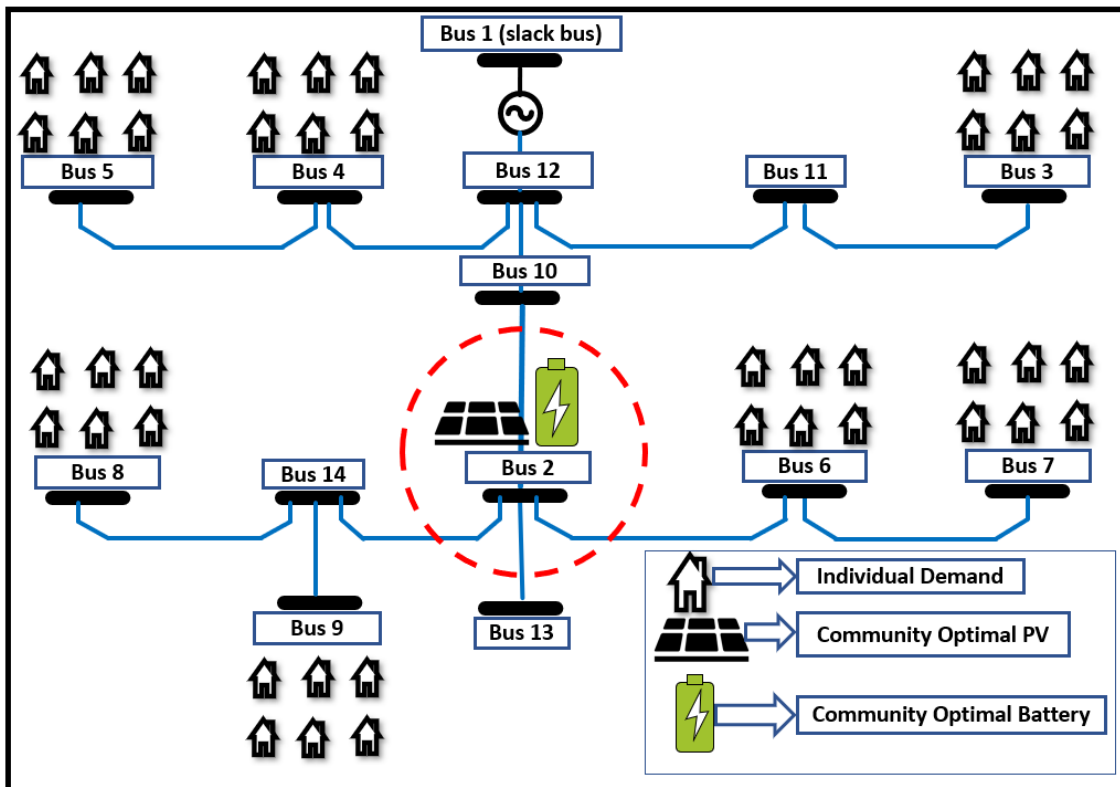 Bus 1 (slack bus)
Bus 5
Bus 4
Bus 12
Bus 11
Bus 3
Bus 10
Bus 8
Bus 14
Bus 2
Bus 6
Bus 7
Bus 9
Bus 13
Individual Demand
Community Optimal PV
Community Optimal Battery